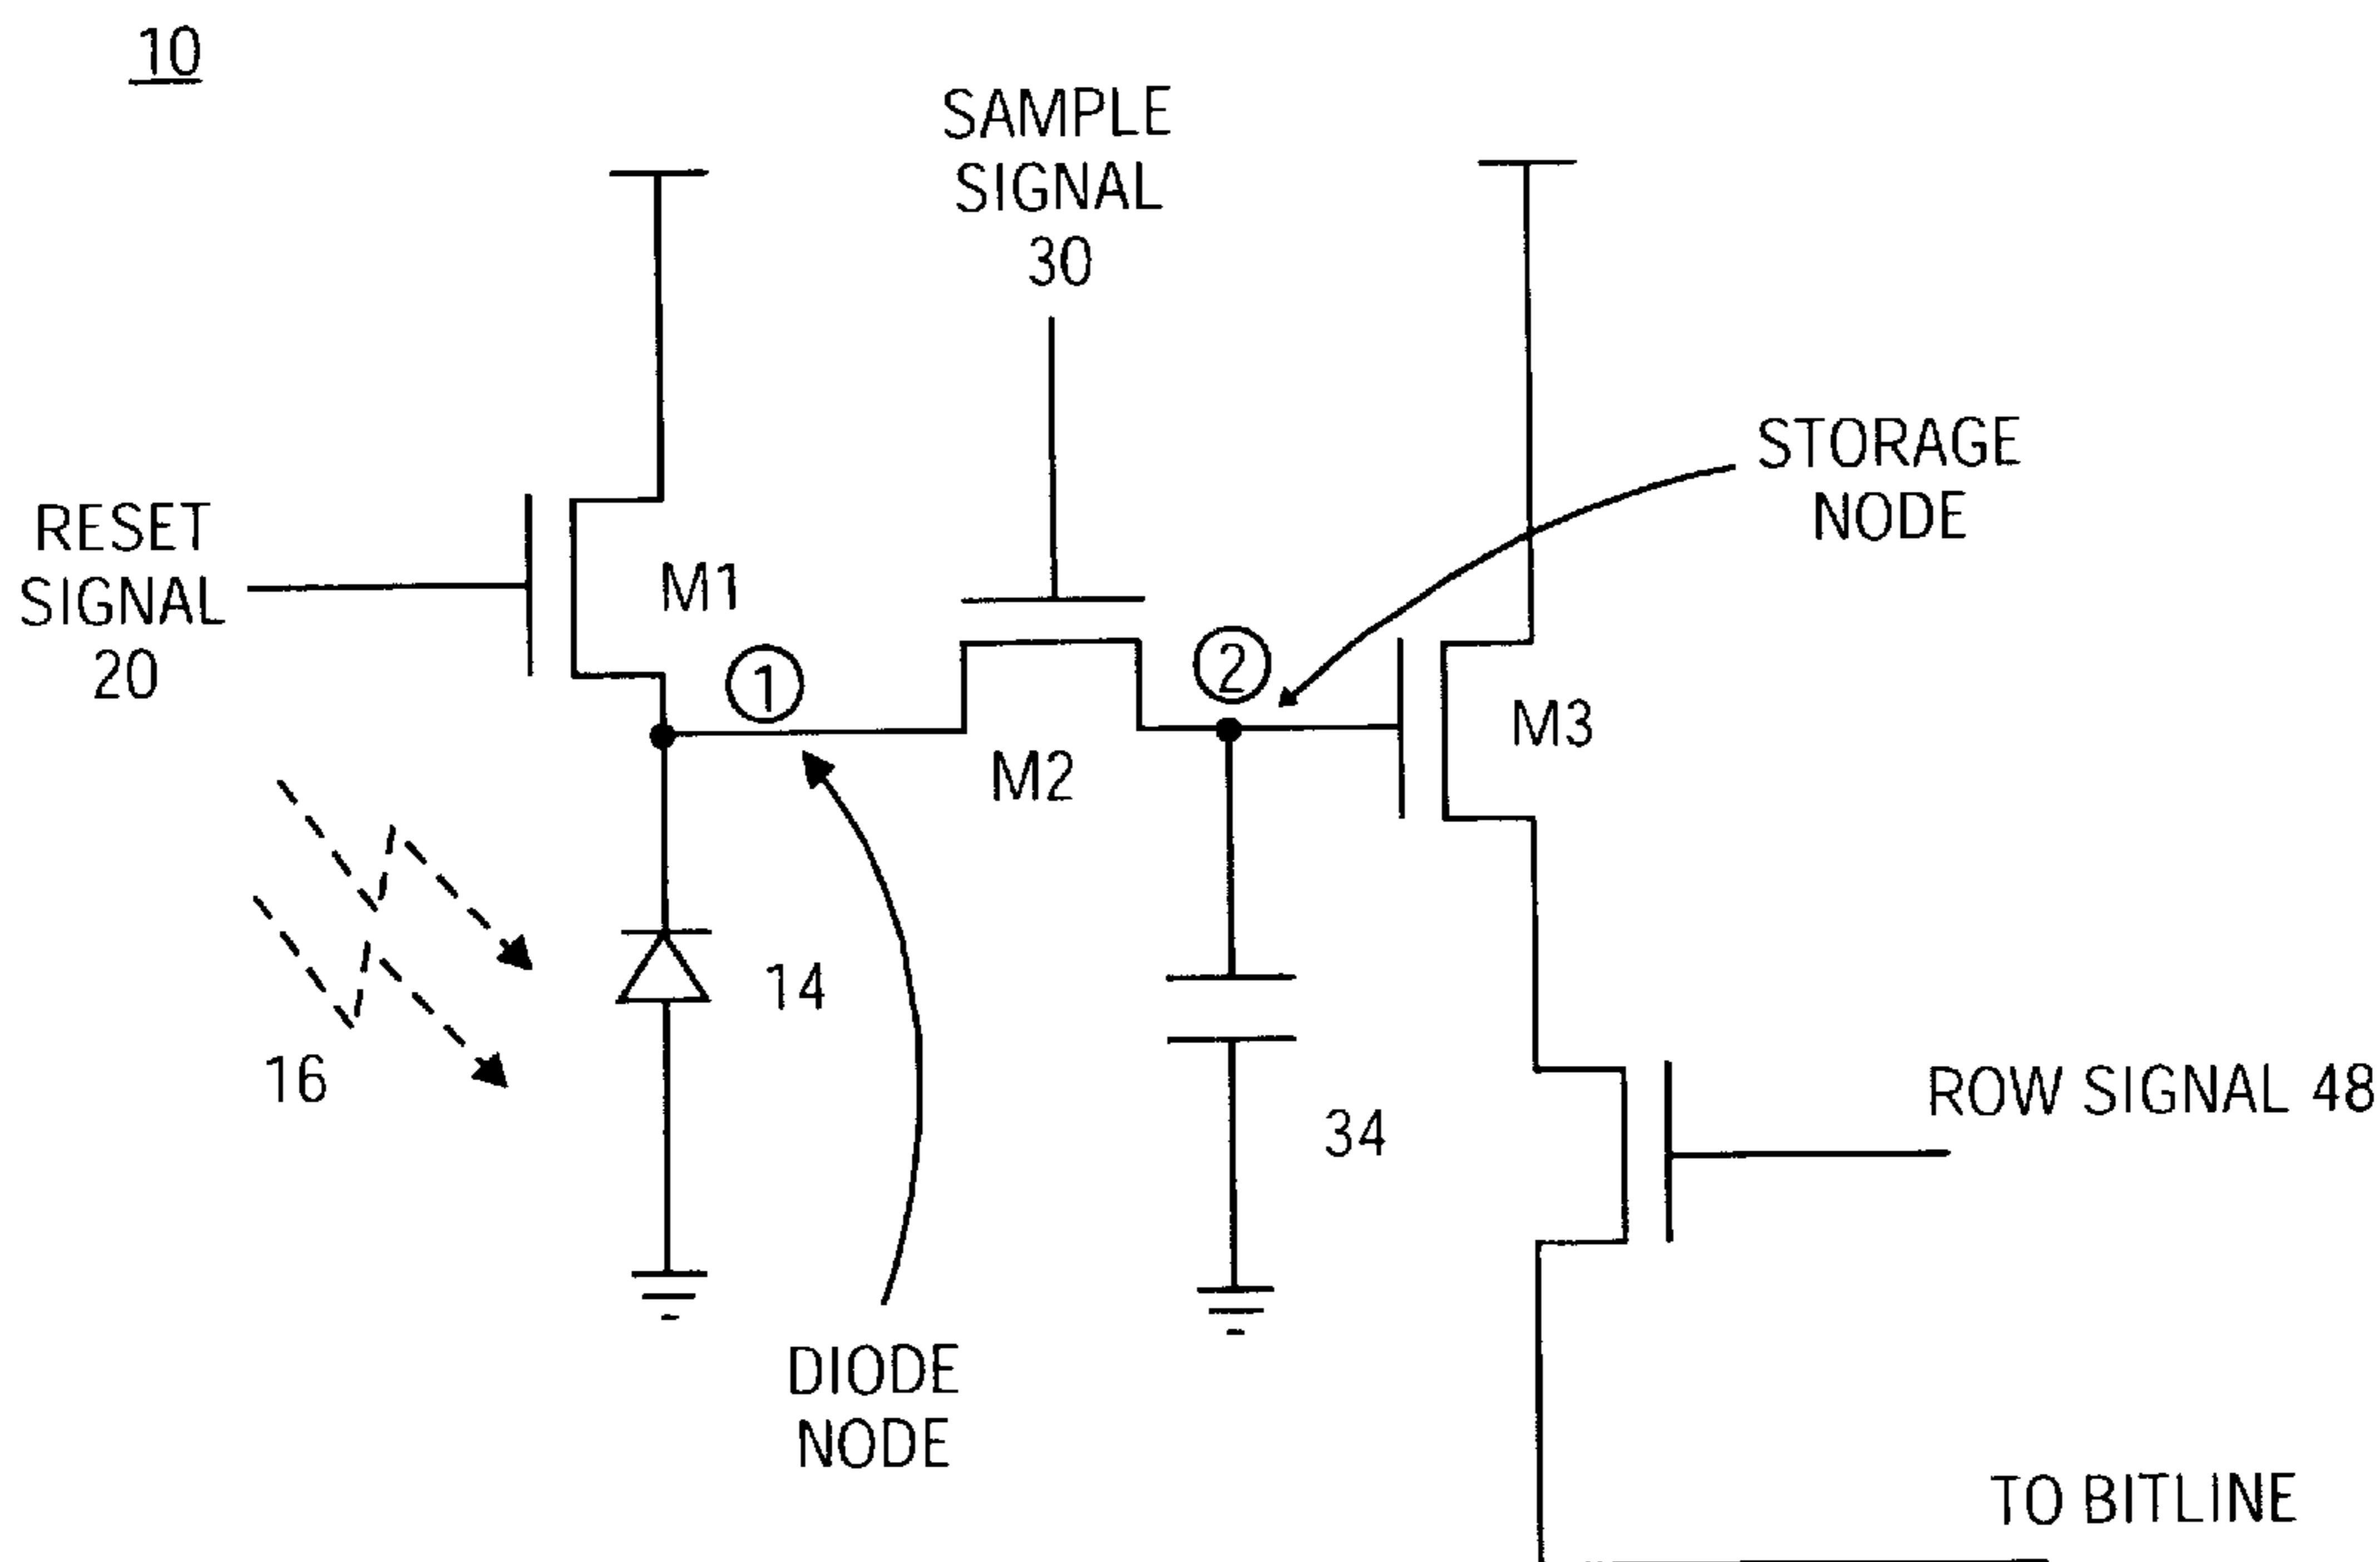 10
SAMPLE
SIGNAL
30
STORAGE
NODE
RESET
SIGNAL
20
M1
1
2
M3
M2
14
16
34
ROW SIGNAL 48
DIODE
NODE
TO BITLINE